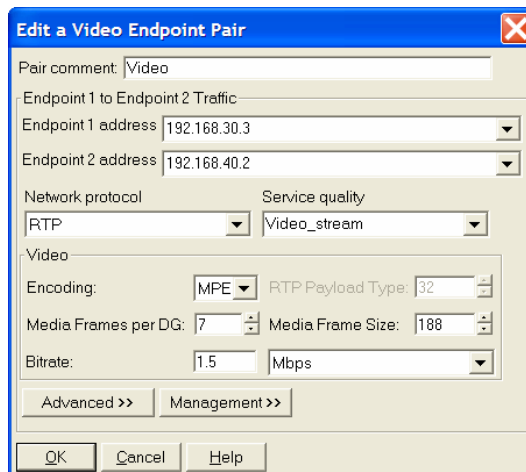 Edit a Video Endpoint Pair
Pair comment: Video
Endpoint 1 to Endpoint 2 Traffic
Endpoint 1 address 192.168.30.3
Endpoint 2 address 192.168.40.2
Network protocol Service quality
RTP Video_stream
Video
Encoding: MPE RTP Payload Type: 32
Media Frames per DG: 7 Media Frame Size: 188
Bitrate: 1.5 Mbps
Advanced >> Management >>
OK Cancel Help